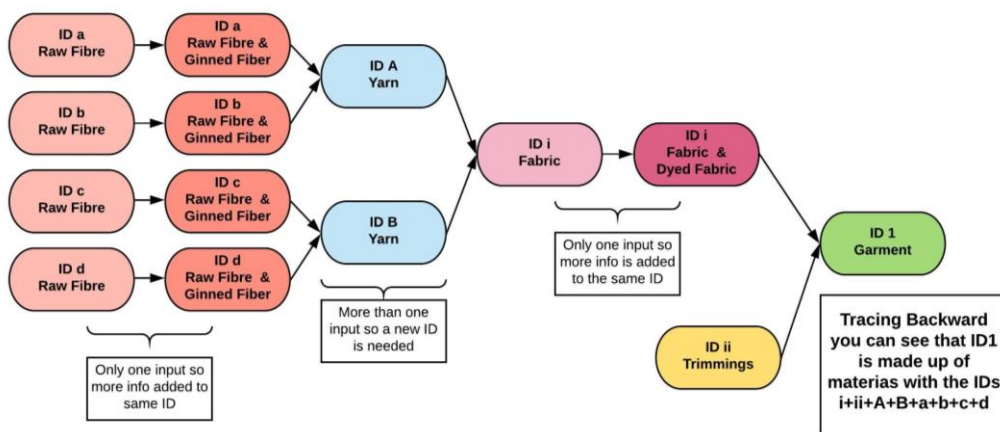 ID a
Raw Fibre
ID a
Raw Fibre &
Ginned Fiber
ID b
Raw Fibre
ID b
Raw Fibre &
Ginned Fiber
ID c
Raw Fibre
ID c
Raw Fibre &
Ginned Fiber
ID d
Raw Fibre
ID d
Raw Fibre &
Ginned Fiber
Only one input so
more info added to
same ID
ID A
Yarn
ID B
Yarn
More than one
input so a new ID
is needed
ID i
Fabric
ID i
Fabric &
Dyed Fabric
Only one input so
more info is added
to the same ID
ID ii
Trimmings
ID 1
Garment
Tracing Backward
you can see that ID1
is made up of
materias with the IDs
i+ii+A+B+a+b+c+d